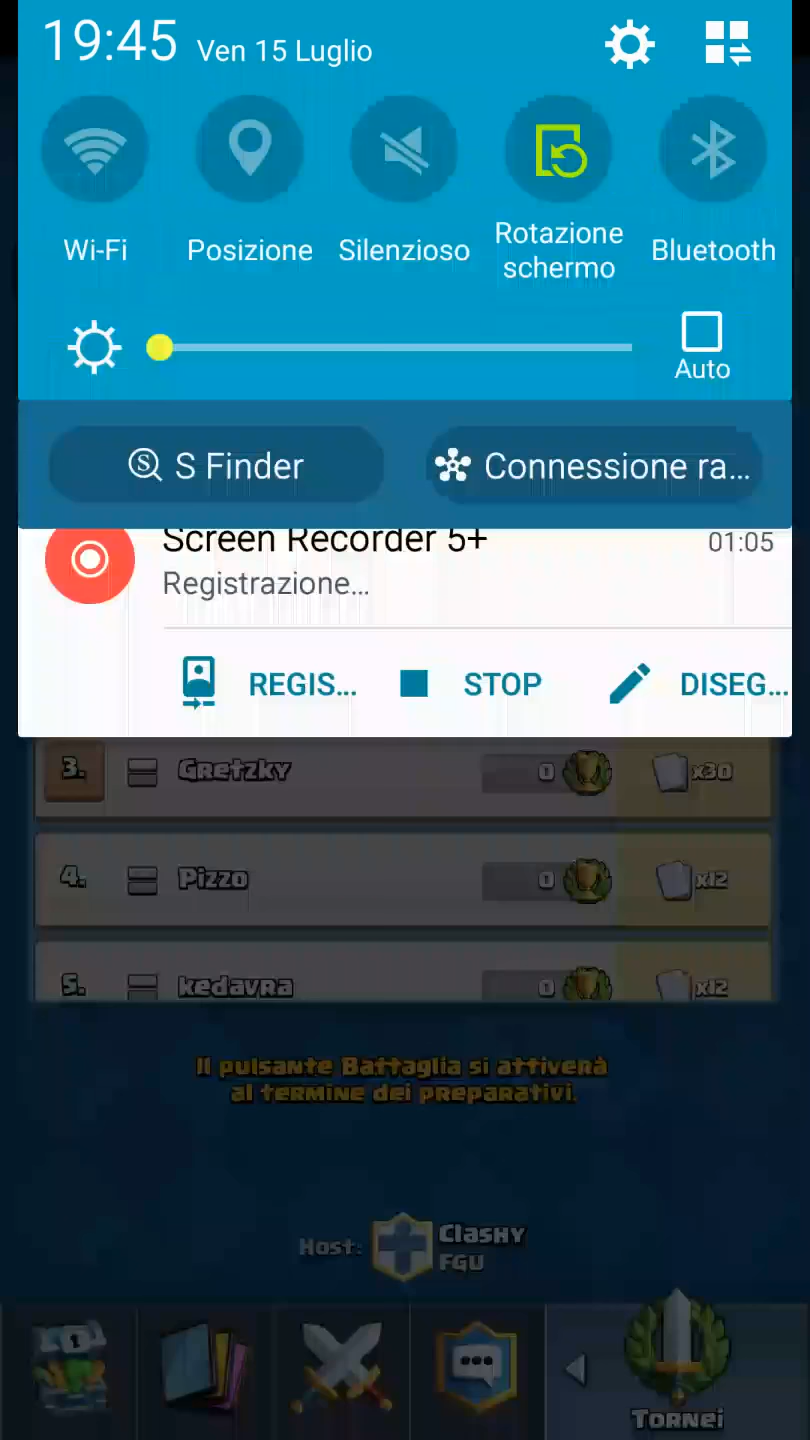 19:45 Ven 15 Luglio
Wi-Fi
Posizione
Silenzioso
Rotazione
schermo
Bluetooth
Auto
S Finder
Connessione ra...
Screen Recorder 5+ 01:05
Registrazione...
REGIS... STOP DISEG...
3. Gretzky 0 x30
4. Pizzo 0 x12
5. kedavra 0 x12
Il pulsante Battaglia si attiverà
al termine dei preparativi.
Host: Clashy
FGU
Tornei